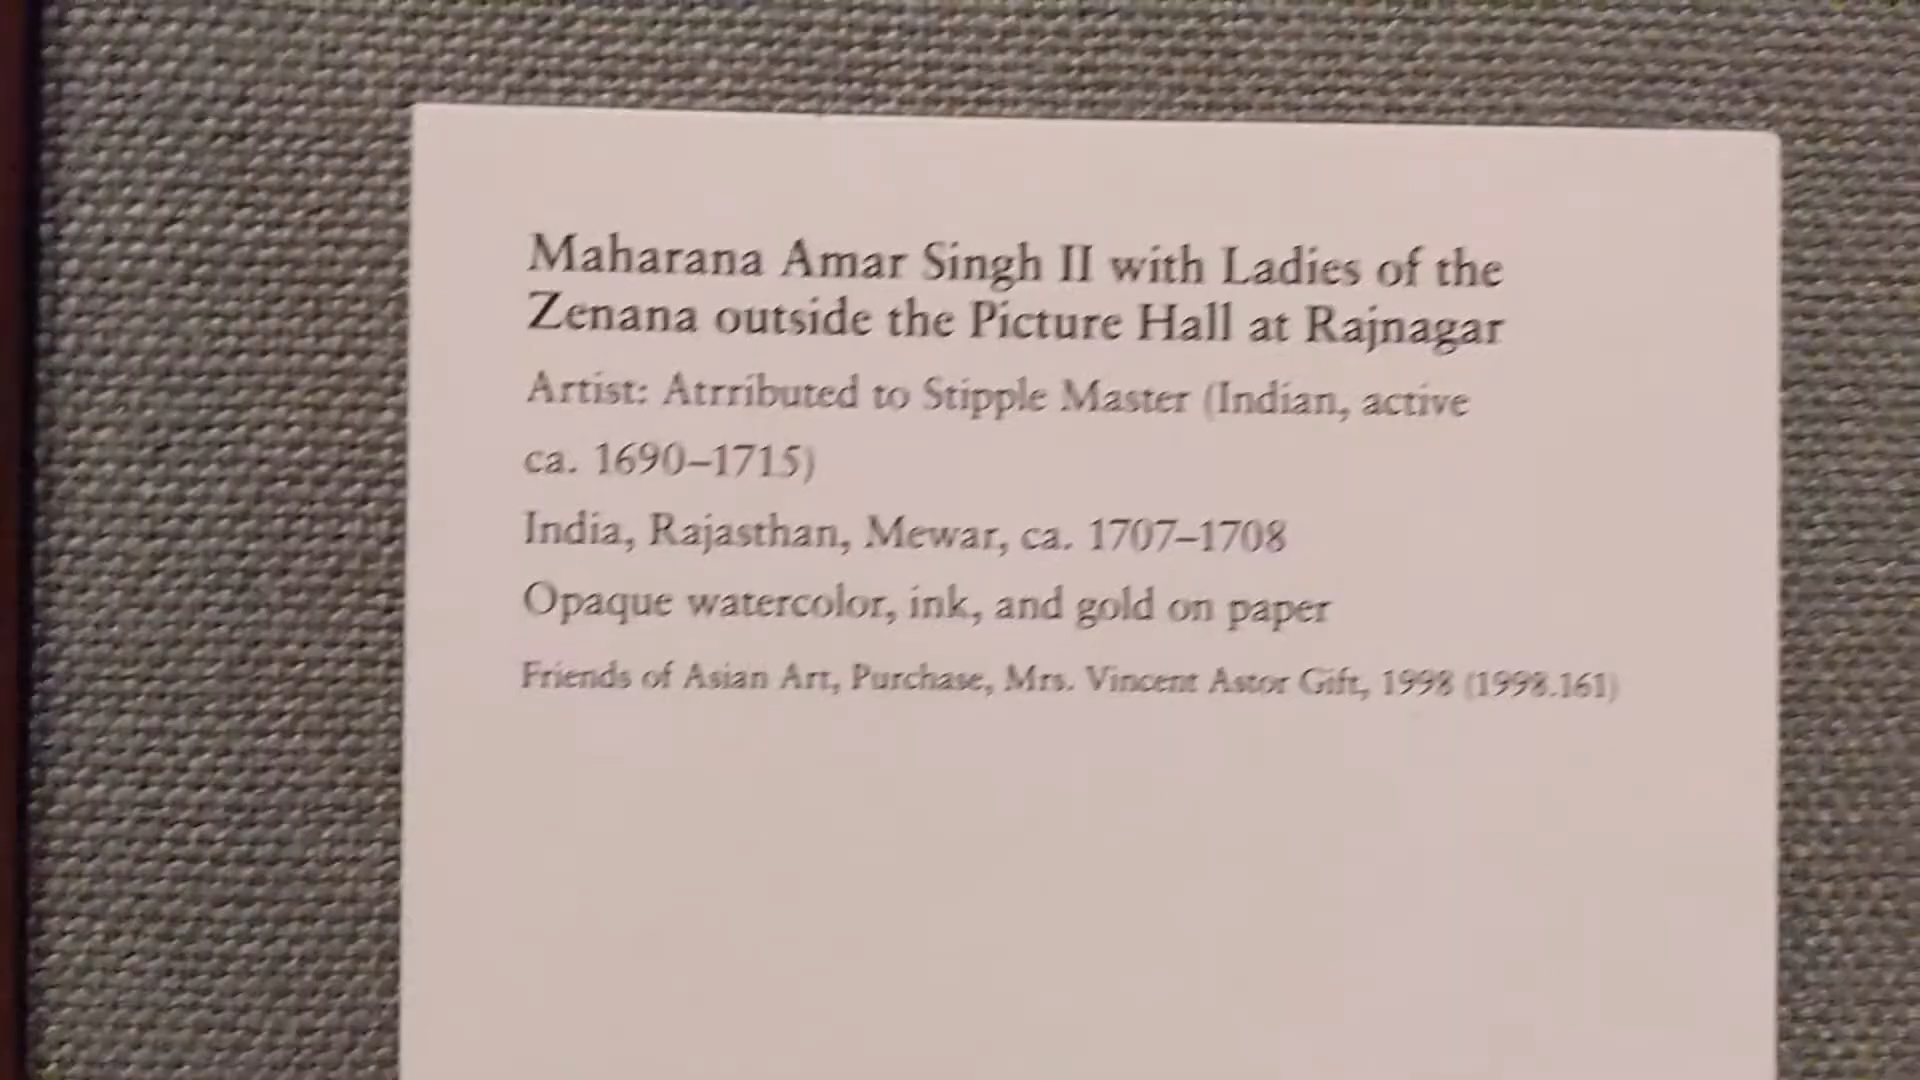 Maharana Amar Singh II with Ladies of the
Zenana outside the Picture Hall at Rajnagar
Artist: Atrributed to Stipple Master (Indian, active
ca. 1690–1715)
India, Rajasthan, Mewar, ca. 1707–1708
Opaque watercolor, ink, and gold on paper
Friends of Asian Art, Purchase, Mrs. Vincent Astor Gift, 1998 (1998.161)